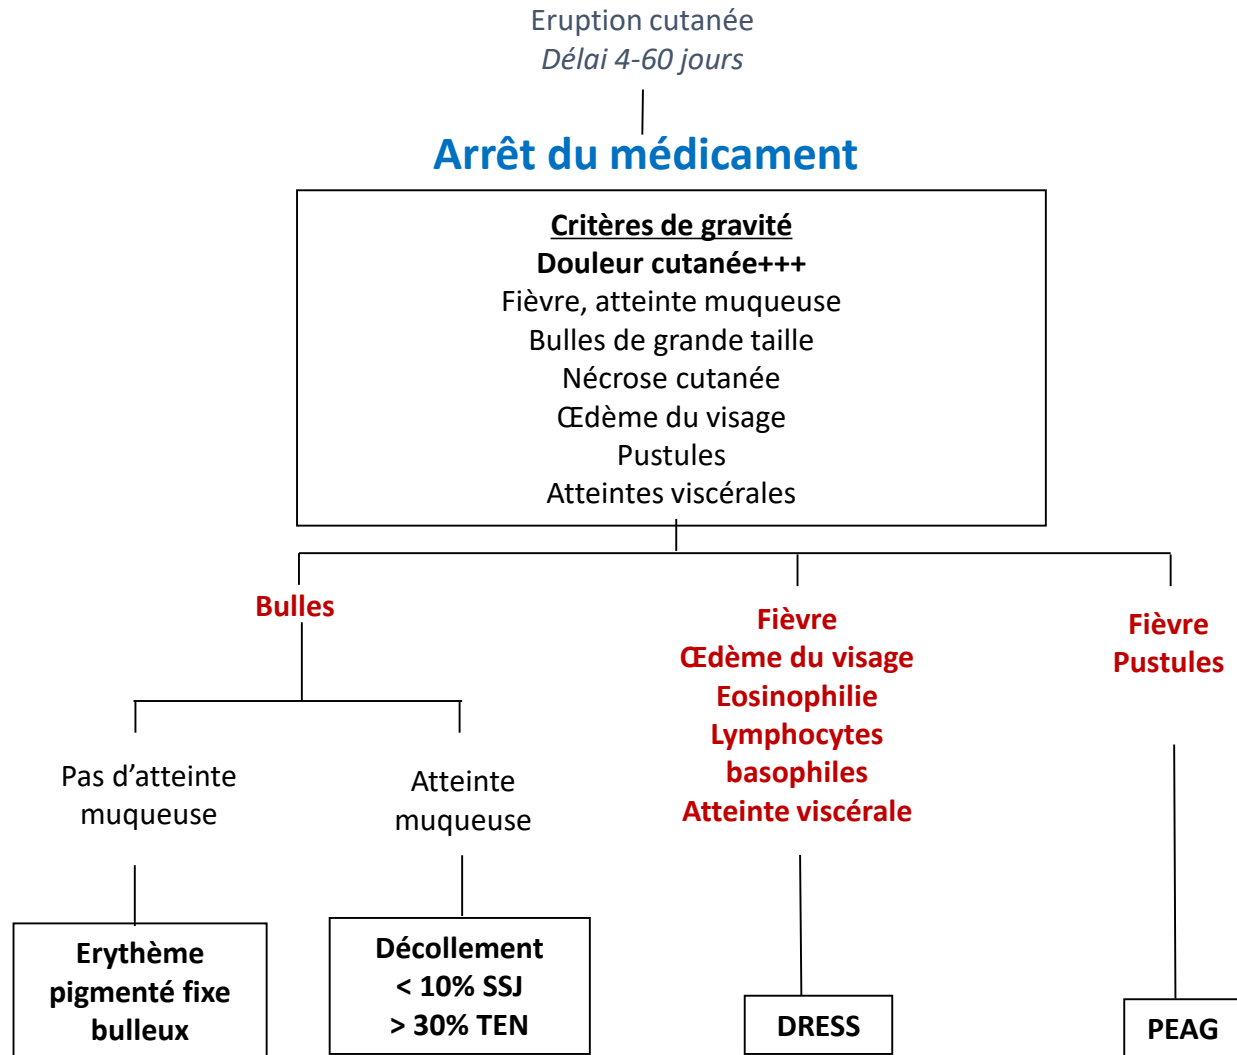 Eruption cutanée
Délai 4-60 jours
Arrêt du médicament
Critères de gravité
Douleur cutanée+++
Fièvre, atteinte muqueuse
Bulles de grande taille
Nécrose cutanée
Œdème du visage
Pustules
Atteintes viscérales
Bulles
Pas d’atteinte
muqueuse
Erythème
pigmenté fixe
bulleux
Atteinte
muqueuse
Décollement
< 10% SSJ
> 30% TEN
Fièvre
Œdème du visage
Eosinophilie
Lymphocytes
basophiles
Atteinte viscérale
DRESS
Fièvre
Pustules
PEAG